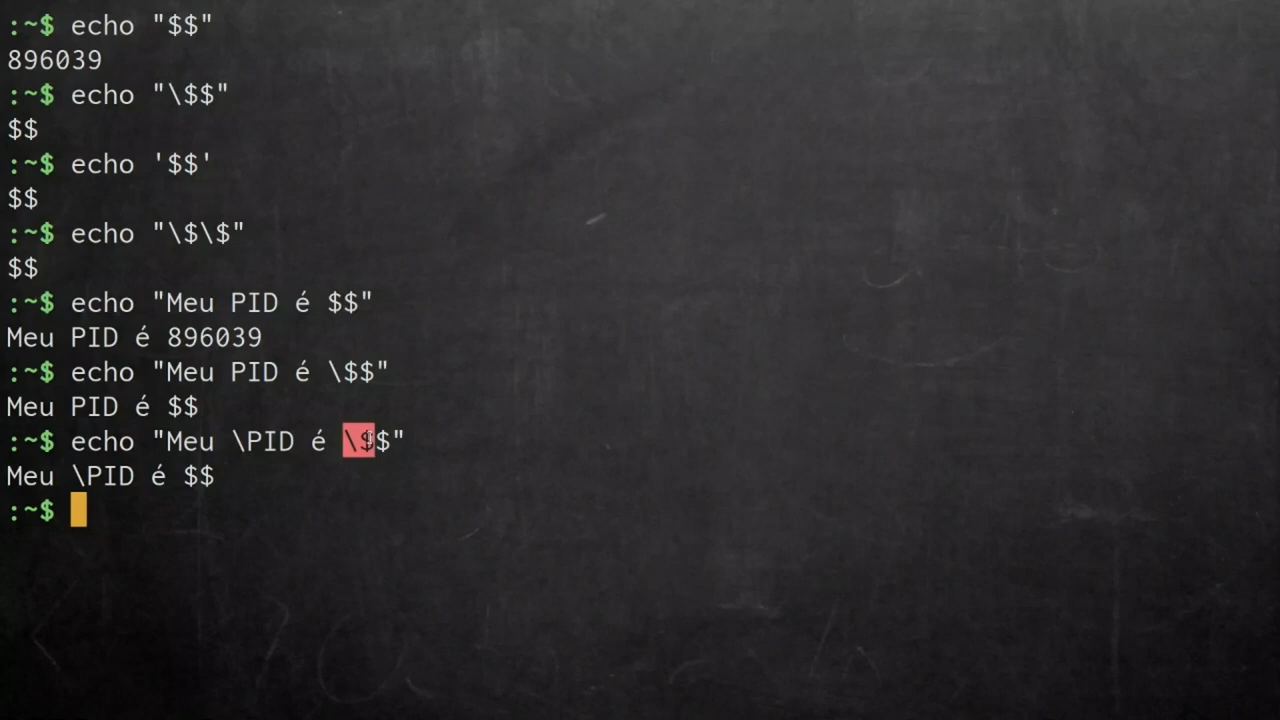 :~$ echo "$$"
896039
:~$ echo "\$$"
$$
:~$ echo '$$'
$$
:~$ echo "\$\$"
$$
:~$ echo "Meu PID é $$"
Meu PID é 896039
:~$ echo "Meu PID é \$$"
Meu PID é $$
:~$ echo "Meu \PID é \$$"
Meu \PID é $$
:~$